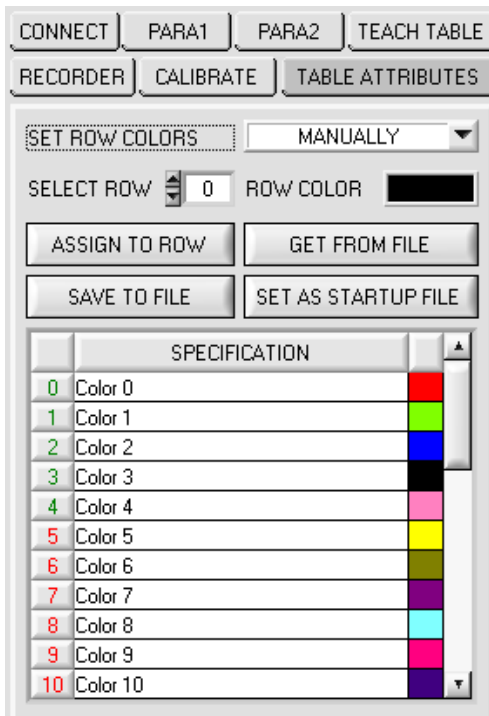 CONNECT PARA1 PARA2 TEACH TABLE
RECORDER CALIBRATE TABLE ATTRIBUTES
SET ROW COLORS MANUALLY
SELECT ROW 0 ROW COLOR
ASSIGN TO ROW GET FROM FILE
SAVE TO FILE SET AS STARTUP FILE
SPECIFICATION
0 Color 0
1 Color 1
2 Color 2
3 Color 3
4 Color 4
5 Color 5
6 Color 6
7 Color 7
8 Color 8
9 Color 9
10 Color 10